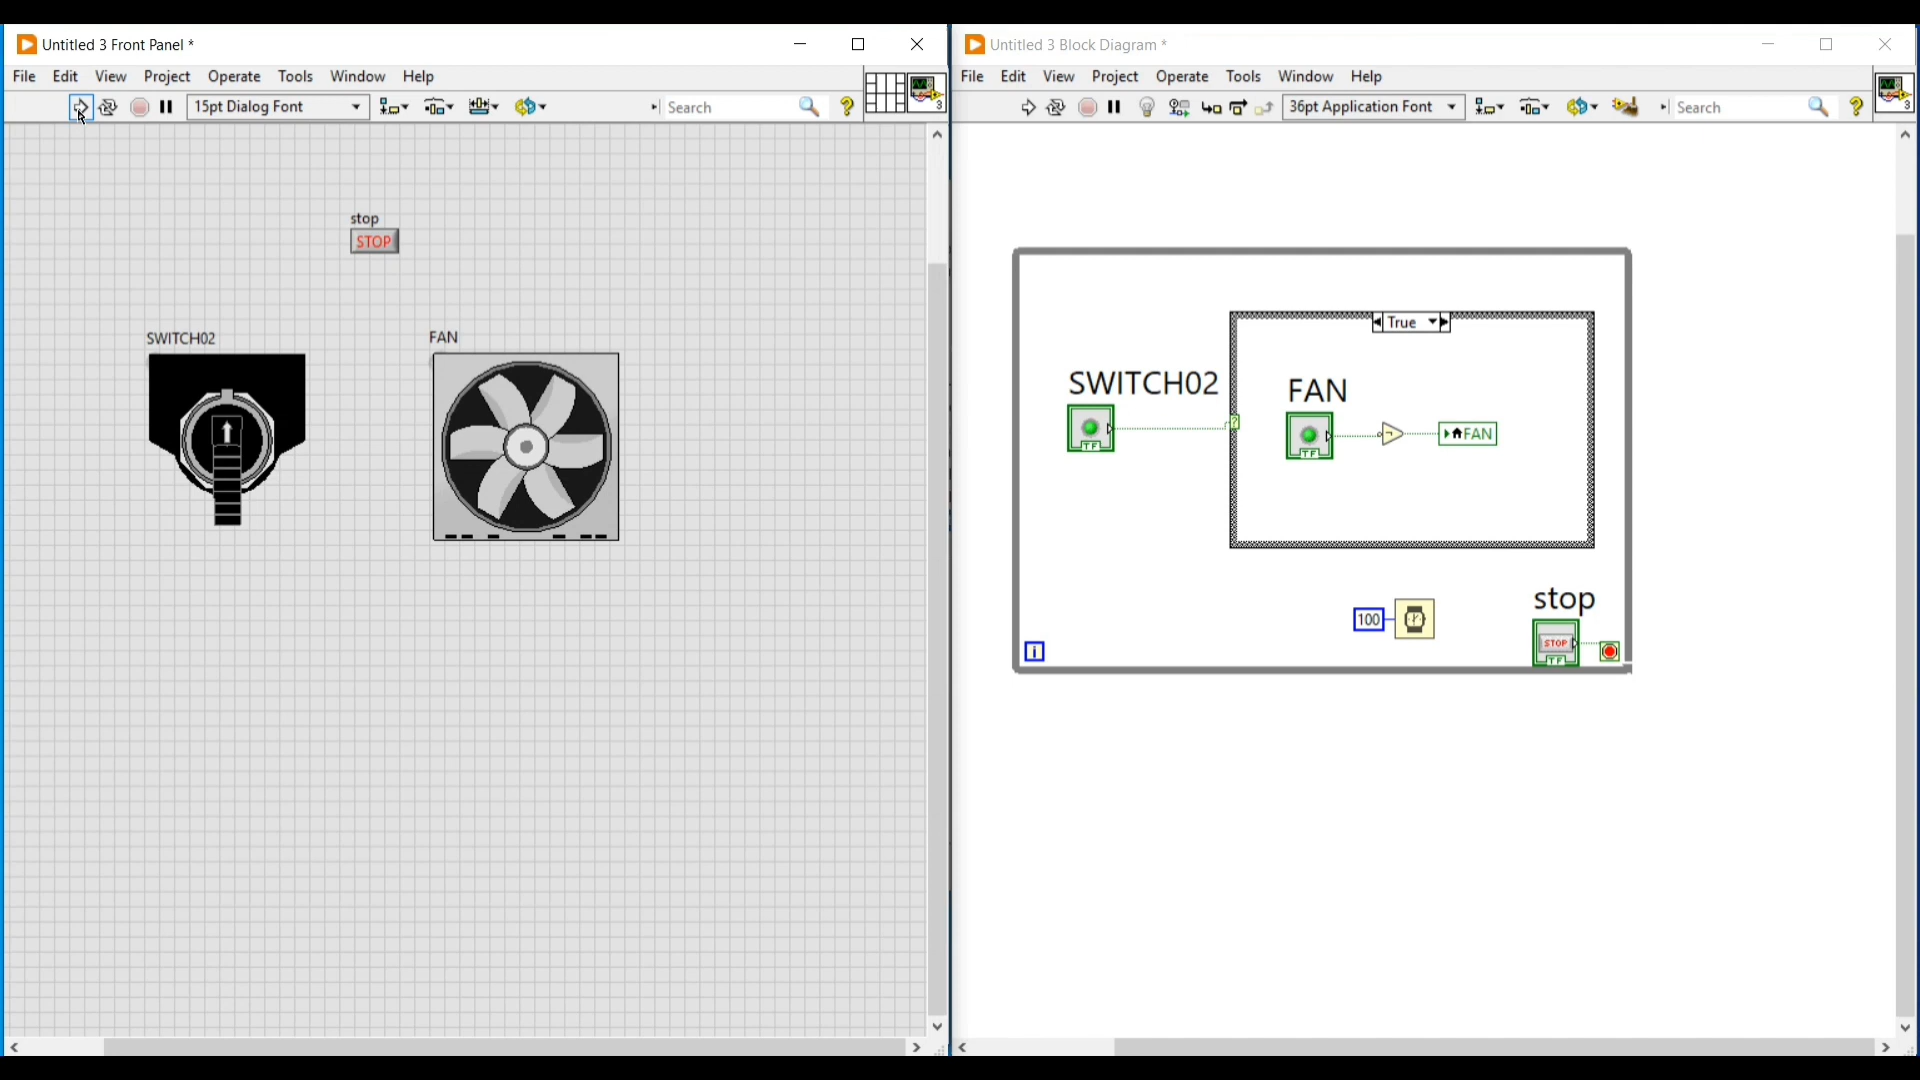 Untitled 3 Front Panel *
File Edit View Project Operate Tools Window Help
15pt Dialog Font
Search
?
3
stop
STOP
SWITCH02
FAN
Untitled 3 Block Diagram *
File Edit View Project Operate Tools Window Help
36pt Application Font
Search
?
3
True
SWITCH02
TF
?
FAN
TF
FAN
100
stop
STOP
TF
i